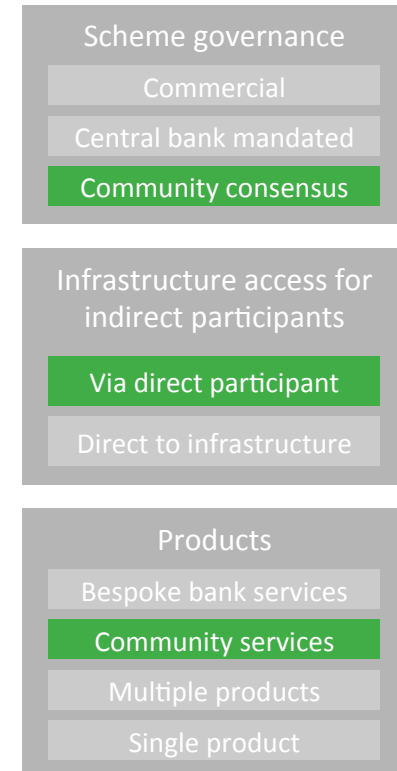 Scheme governance
Commercial
Central bank mandated
Community consensus
Infrastructure access for
indirect participants
Via direct participant
Direct to infrastructure
Products
Bespoke bank services
Community services
Multiple products
Single product